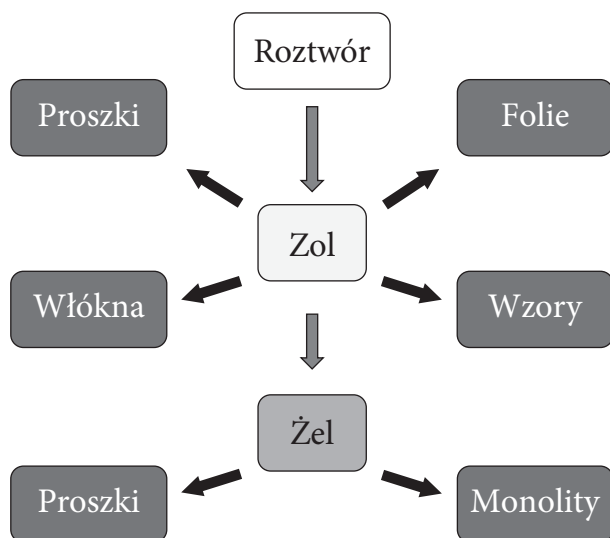 Roztwór
Proszki
Folie
Zol
Włókna
Wzory
Żel
Proszki
Monolity